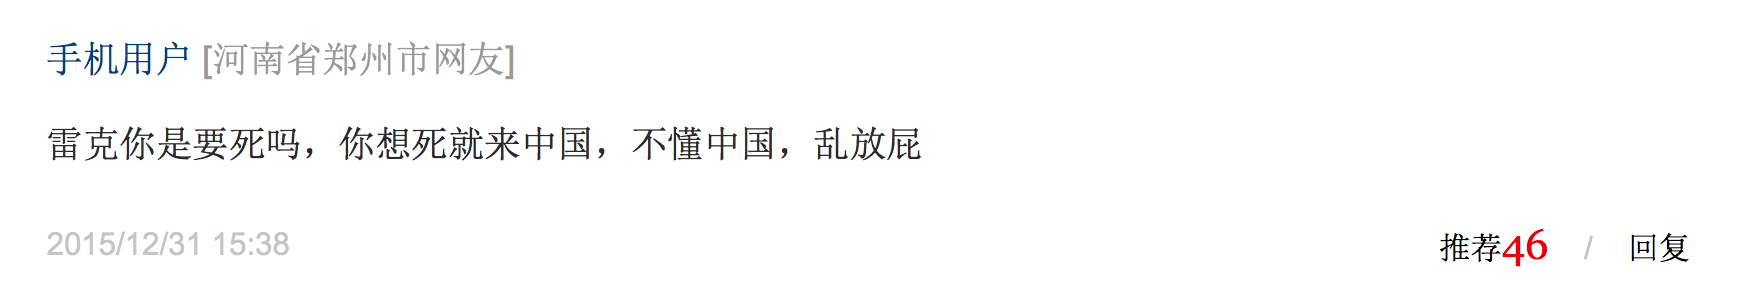 手机用户 [河南省郑州市网友]
雷克你是要死吗，你想死就来中国，不懂中国，乱放屁
2015/12/31 15:38 推荐46 / 回复